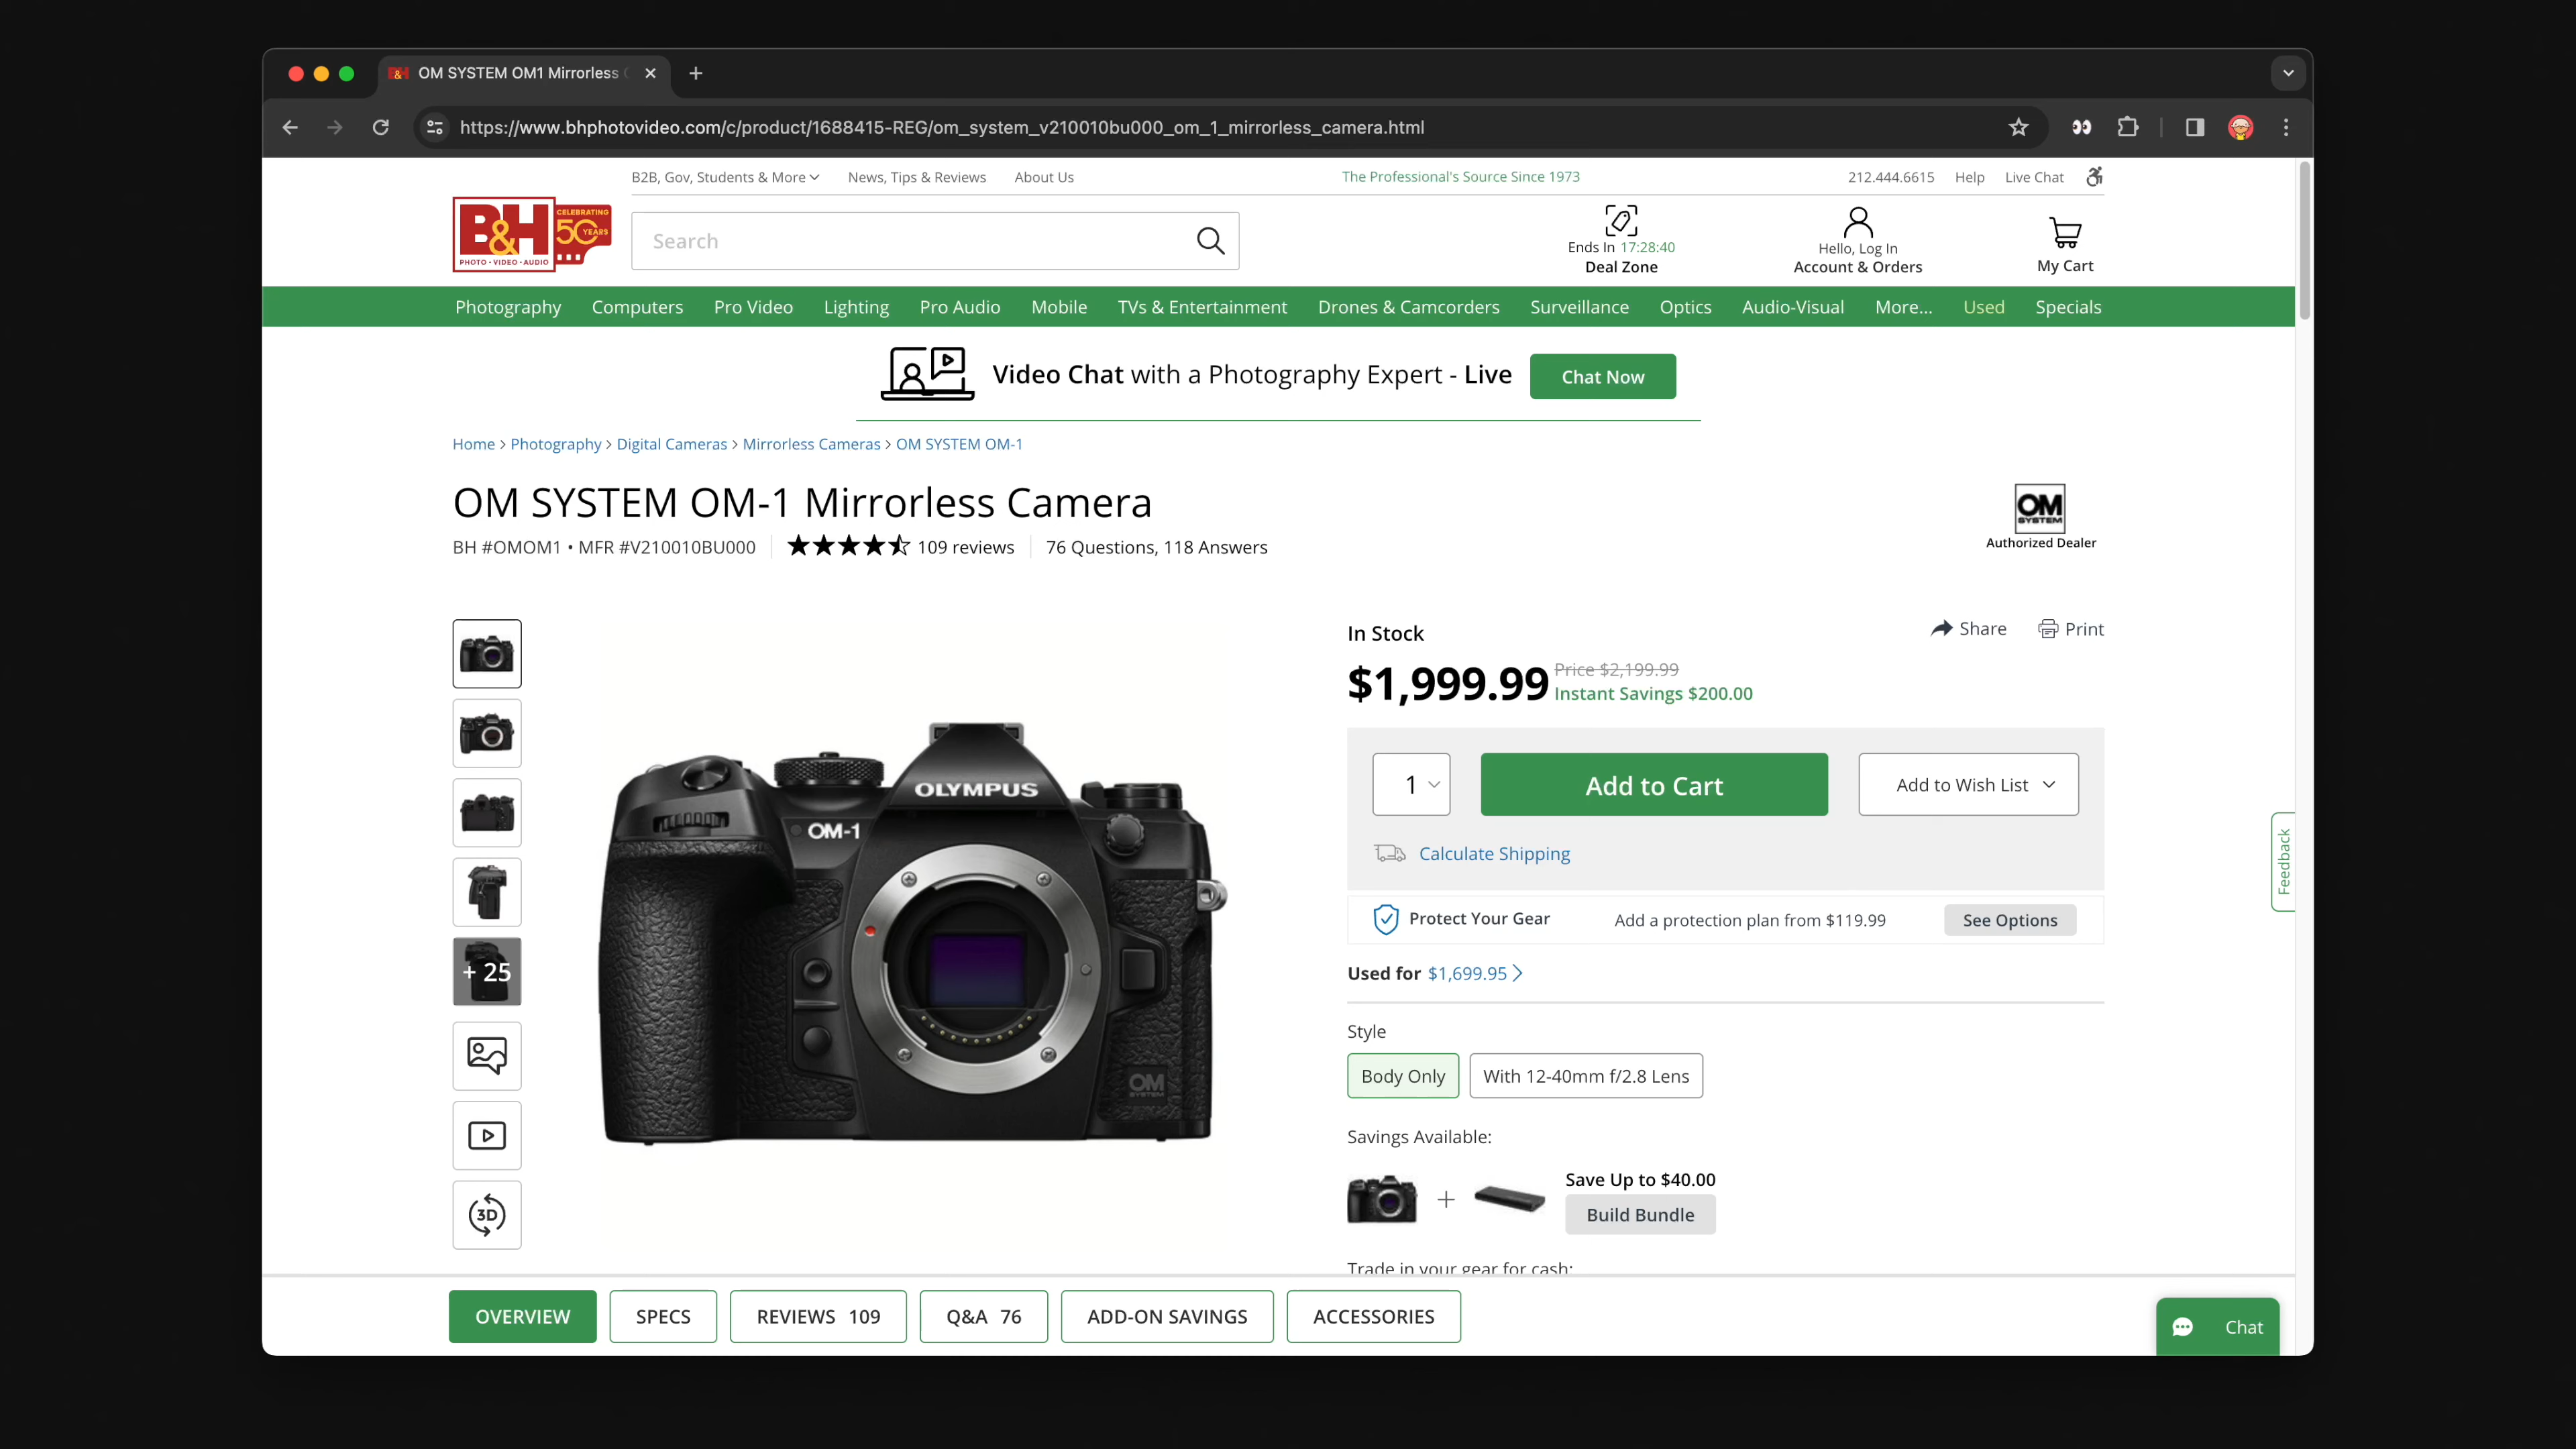 OM SYSTEM OM1 Mirrorless
https://www.bhphotovideo.com/c/product/1688415-REG/om_system_v210010bu000_om_1_mirrorless_camera.html
B2B, Gov, Students & More News, Tips & Reviews About Us The Professional's Source Since 1973 212.444.6615 Help Live Chat
B&H CELEBRATING 50 YEARS
PHOTO • VIDEO • AUDIO
Search
Ends In 17:28:40
Deal Zone
Hello, Log In
Account & Orders
My Cart
Photography Computers Pro Video Lighting Pro Audio Mobile TVs & Entertainment Drones & Camcorders Surveillance Optics Audio-Visual More... Used Specials
Video Chat with a Photography Expert - Live Chat Now
Home > Photography > Digital Cameras > Mirrorless Cameras > OM SYSTEM OM-1
OM SYSTEM OM-1 Mirrorless Camera
BH #OMOM1 • MFR #V210010BU000 109 reviews 76 Questions, 118 Answers
OM
SYSTEM
Authorized Dealer
+ 25
3D
OLYMPUS
OM-1
OM
SYSTEM
In Stock
Share Print
$1,999.99
Price $2,199.99
Instant Savings $200.00
1 Add to Cart Add to Wish List
Calculate Shipping
Protect Your Gear Add a protection plan from $119.99 See Options
Used for $1,699.95 >
Style
Body Only With 12-40mm f/2.8 Lens
Savings Available:
+
Save Up to $40.00
Build Bundle
Trade in your gear for cash:
Feedback
OVERVIEW SPECS REVIEWS 109 Q&A 76 ADD-ON SAVINGS ACCESSORIES
Chat